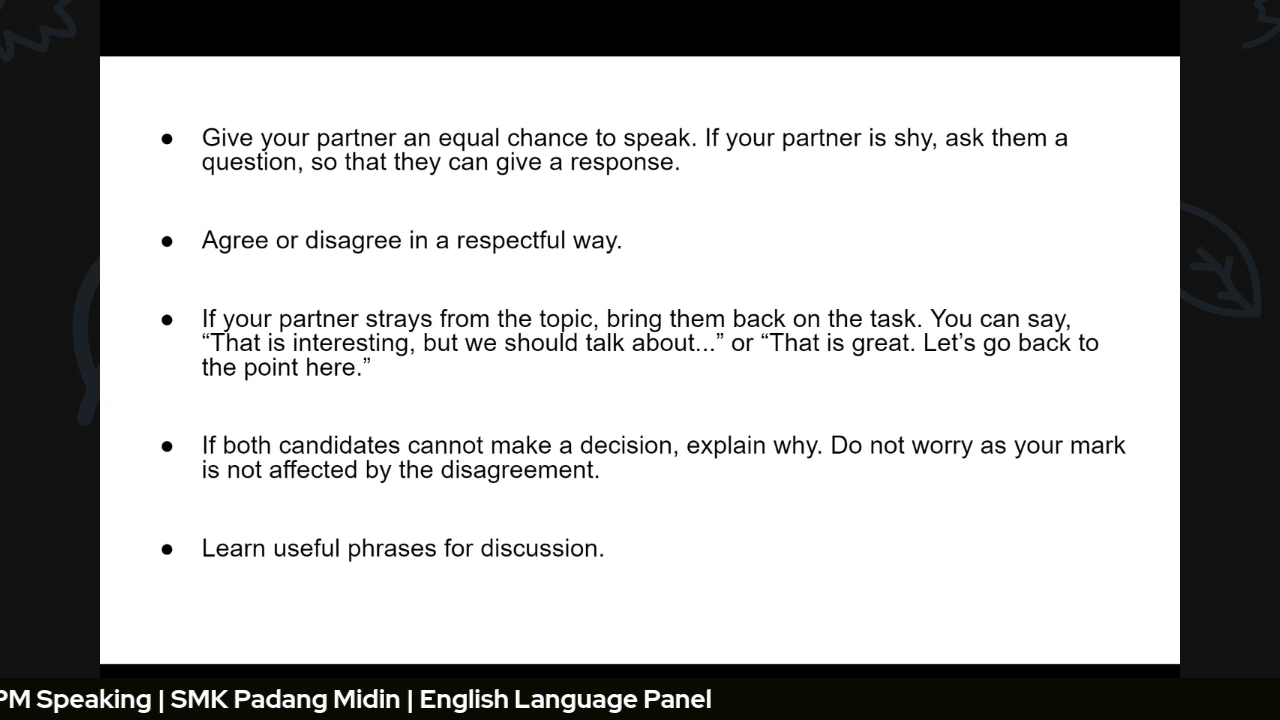 ● Give your partner an equal chance to speak. If your partner is shy, ask them a
question, so that they can give a response.
● Agree or disagree in a respectful way.
● If your partner strays from the topic, bring them back on the task. You can say,
“That is interesting, but we should talk about...” or “That is great. Let’s go back to
the point here.”
● If both candidates cannot make a decision, explain why. Do not worry as your mark
is not affected by the disagreement.
● Learn useful phrases for discussion.
PM Speaking | SMK Padang Midin | English Language Panel